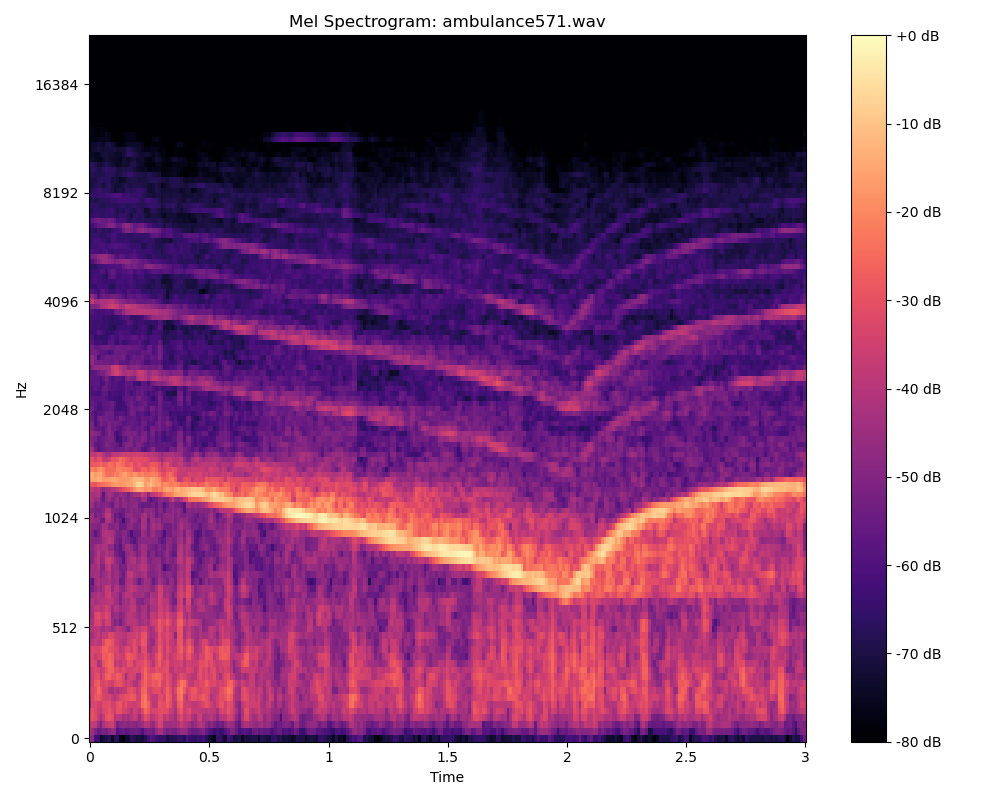 Mel Spectrogram: ambulance571.wav
+0 dB
16384
-10 dB
8192
-20 dB
4096
-30 dB
Hz
-40 dB
2048
-50 dB
1024
-60 dB
512
-70 dB
0
-80 dB
0 0.5 1 1.5 2 2.5 3
Time